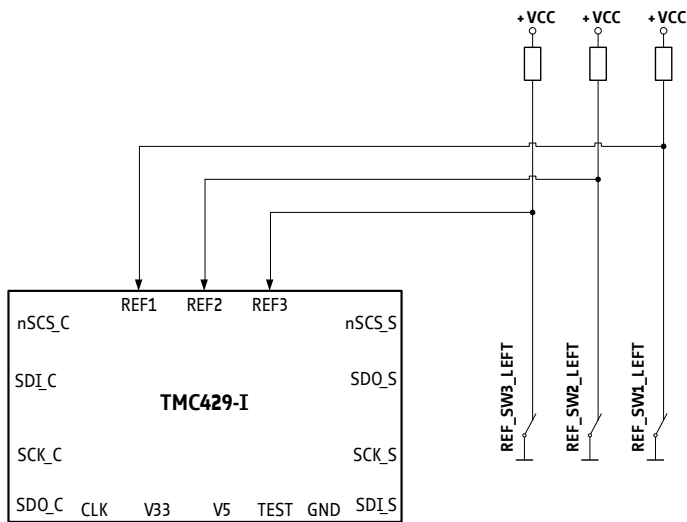 +VCC +VCC +VCC
REF1 REF2 REF3
nSCS_C nSCS_S
SDI_C SDO_S
TMC429-I
SCK_C SCK_S
SDO_C CLK V33 V5 TEST GND SDI_S
REF_SW3_LEFT
REF_SW2_LEFT
REF_SW1_LEFT